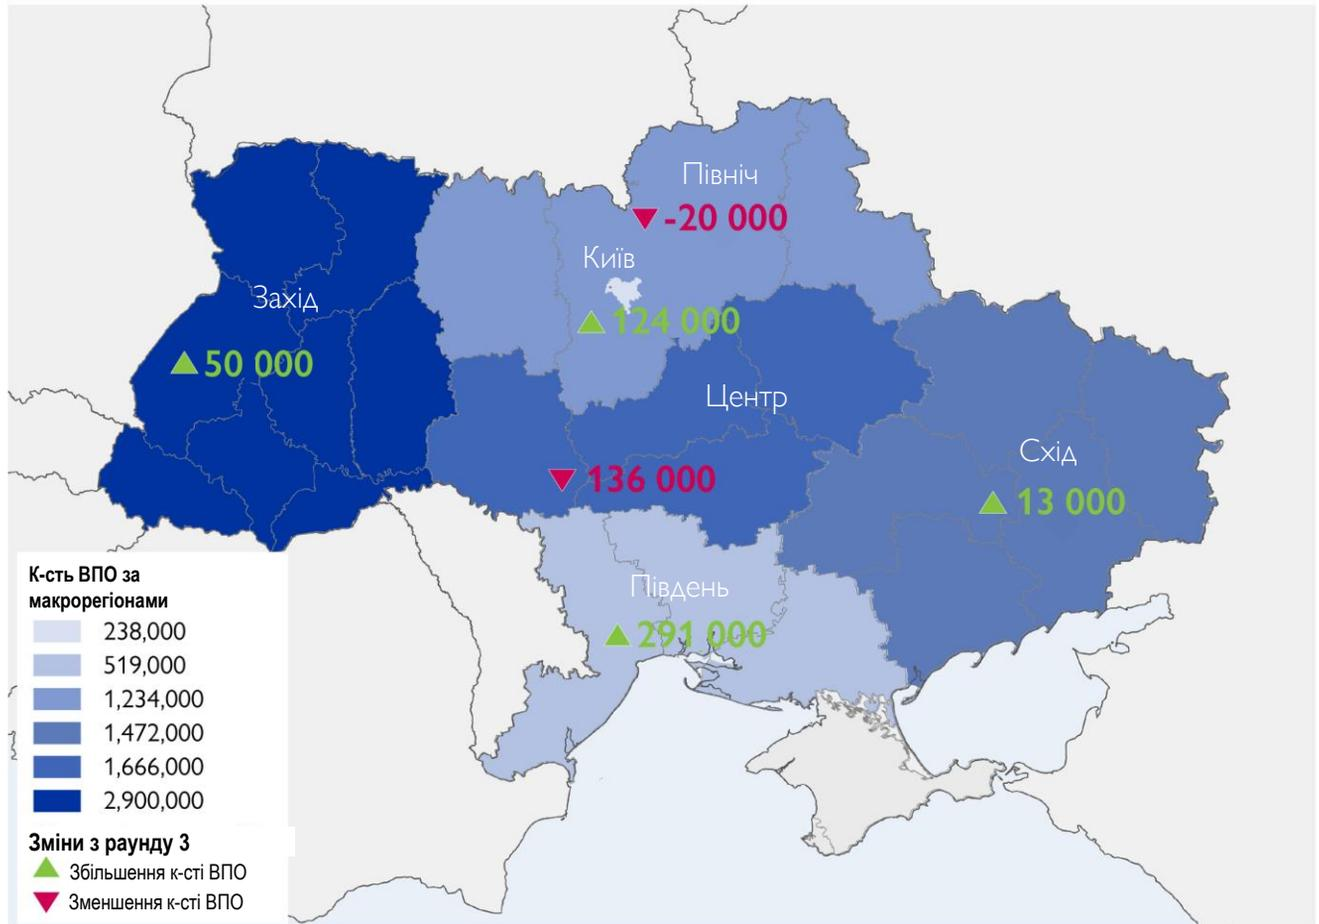 Північ
-20 000
Київ
124 000
Захід
50 000
Центр
136 000
Схід
13 000
Південь
291 000
К-сть ВПО за
макрорегіонами
238,000
519,000
1,234,000
1,472,000
1,666,000
2,900,000
Зміни з раунду 3
Збільшення к-сті ВПО
Зменшення к-сті ВПО